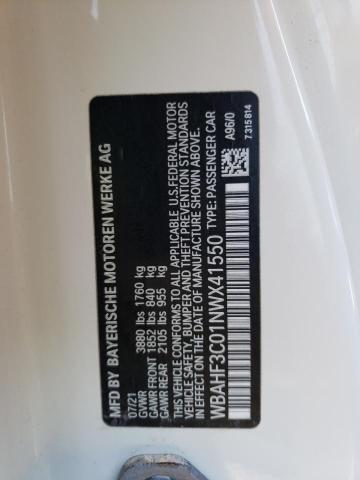 MFD BY BAYERISCHE MOTOREN WERKE AG
07/21
GVWR 3880 lbs 1760 kg
GAWR FRONT 1852 lbs 840 kg
GAWR REAR 2105 lbs 955 kg
THIS VEHICLE CONFORMS TO ALL APPLICABLE U.S.FEDERAL MOTOR
VEHICLE SAFETY, BUMPER AND THEFT PREVENTION STANDARDS
IN EFFECT ON THE DATE OF MANUFACTURE SHOWN ABOVE.
WBAHF3C01NWX41550 TYPE: PASSENGER CAR
A96/0
7315814